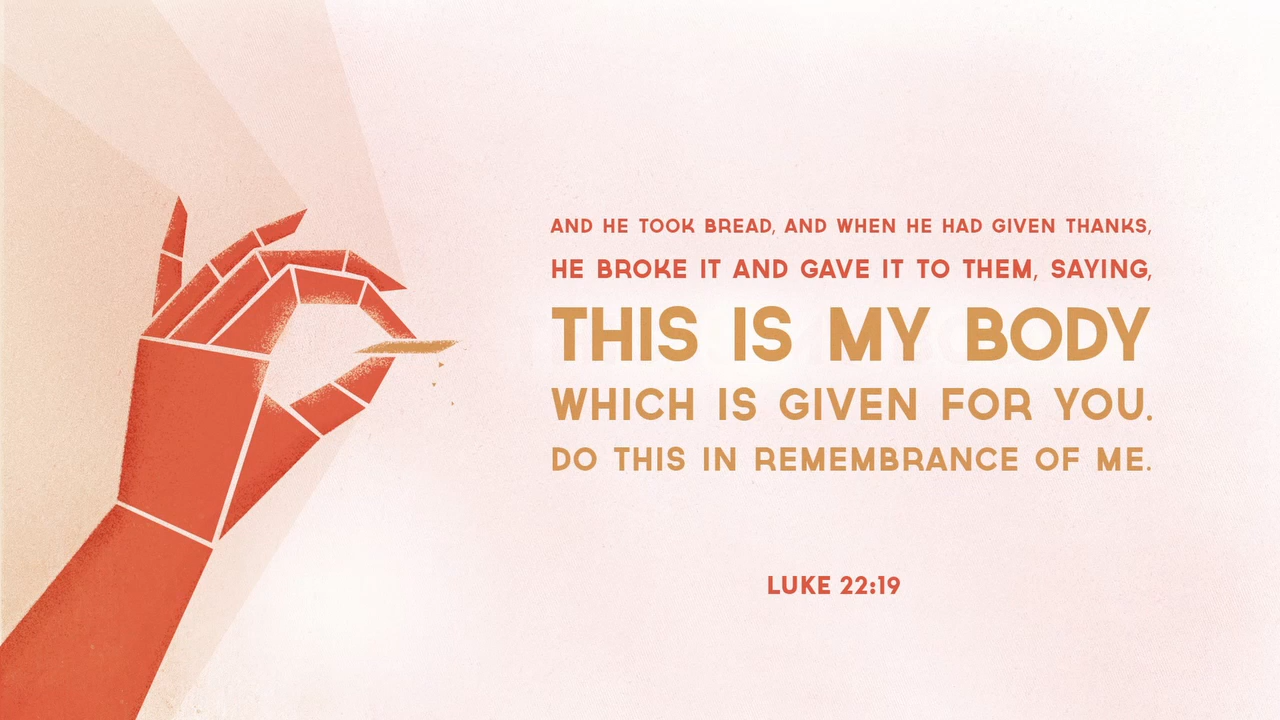 AND HE TOOK BREAD, AND WHEN HE HAD GIVEN THANKS,
HE BROKE IT AND GAVE IT TO THEM, SAYING,
THIS IS MY BODY
WHICH IS GIVEN FOR YOU.
DO THIS IN REMEMBRANCE OF ME.
LUKE 22:19